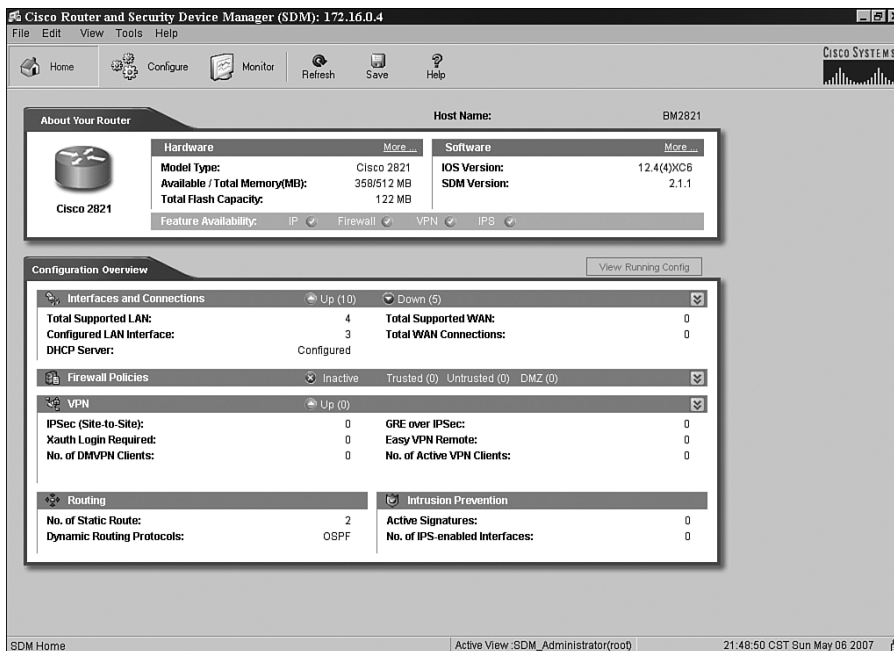 Cisco Router and Security Device Manager (SDM): 172.16.0.4
File Edit View Tools Help
Home Configure Monitor Refresh Save Help
CISCO SYSTEMS
About Your Router
Host Name: BM2821
Cisco 2821
Hardware More ...
Model Type: Cisco 2821
Available / Total Memory(MB): 358/512 MB
Total Flash Capacity: 122 MB
Software More ...
IOS Version: 12.4(4)XC6
SDM Version: 2.1.1
Feature Availability: IP Firewall VPN IPS
Configuration Overview
View Running Config
Interfaces and Connections Up (10) Down (5)
Total Supported LAN: 4 Total Supported WAN: 0
Configured LAN Interface: 3 Total WAN Connections: 0
DHCP Server: Configured
Firewall Policies Inactive Trusted (0) Untrusted (0) DMZ (0)
VPN Up (0)
IPSec (Site-to-Site): 0 GRE over IPSec: 0
Xauth Login Required: 0 Easy VPN Remote: 0
No. of DMVPN Clients: 0 No. of Active VPN Clients: 0
Routing
No. of Static Route: 2
Dynamic Routing Protocols: OSPF
Intrusion Prevention
Active Signatures: 0
No. of IPS-enabled Interfaces: 0
SDM Home
Active View :SDM_Administrator(root)
21:48:50 CST Sun May 06 2007